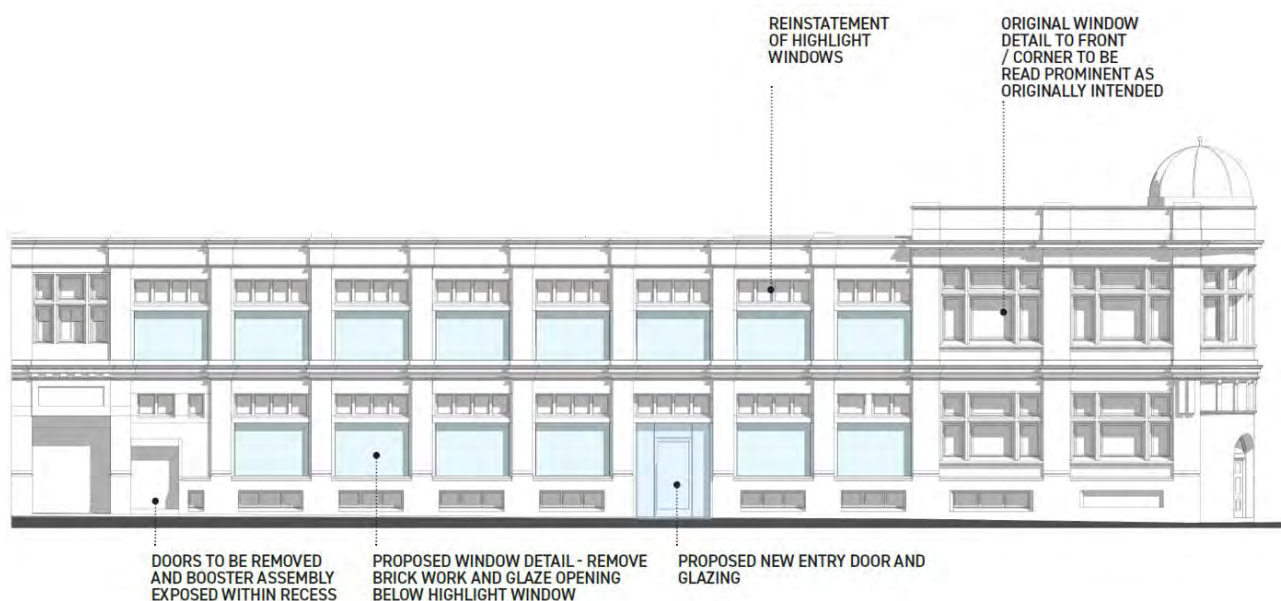 REINSTATEMENT
OF HIGHLIGHT
WINDOWS
ORIGINAL WINDOW
DETAIL TO FRONT
/ CORNER TO BE
READ PROMINENT AS
ORIGINALLY INTENDED
DOORS TO BE REMOVED
AND BOOSTER ASSEMBLY
EXPOSED WITHIN RECESS
PROPOSED WINDOW DETAIL - REMOVE
BRICK WORK AND GLAZE OPENING
BELOW HIGHLIGHT WINDOW
PROPOSED NEW ENTRY DOOR AND
GLAZING